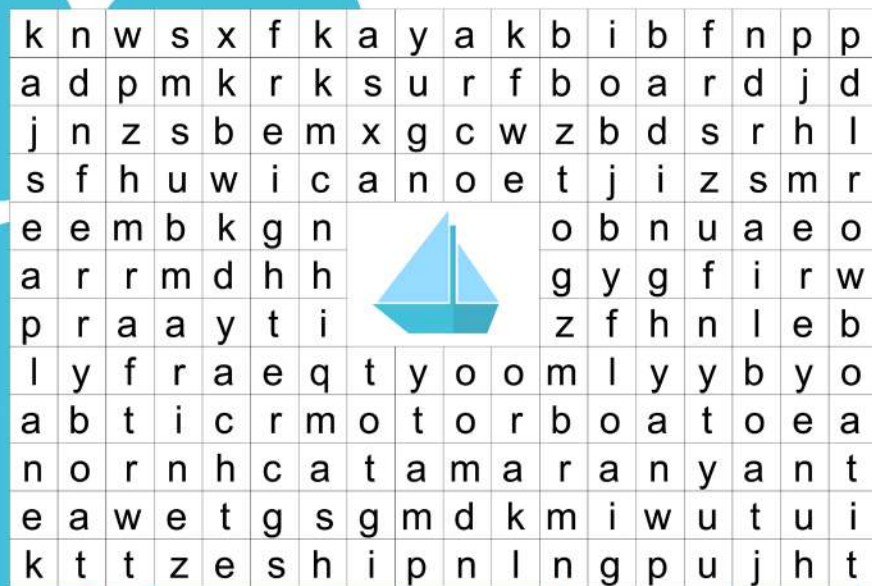 k n w s x f k a y a k b i b f n p p
a d p m k r k s u r f b o a r d j d
j n z s b e m x g c w z b d s r h l
s f h u w i c a n o e t j i z s m r
e e m b k g n o b n u a e o
a r r m d h h g y g f i r w
p r a a y t i z f h n l e b
l y f r a e q t y o o m l y y b y o
a b t i c r m o t o r b o a t o e a
n o r n h c a t a m a r a n y a n t
e a w e t g s g m d k m i w u t u i
k t t z e s h i p n l n g p u j h t